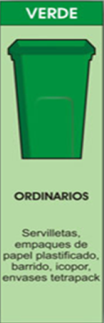 VERDE
ORDINARIOS
Servilletas,
empaques de
papel plastificado,
barrido, icopor,
envases tetrapack